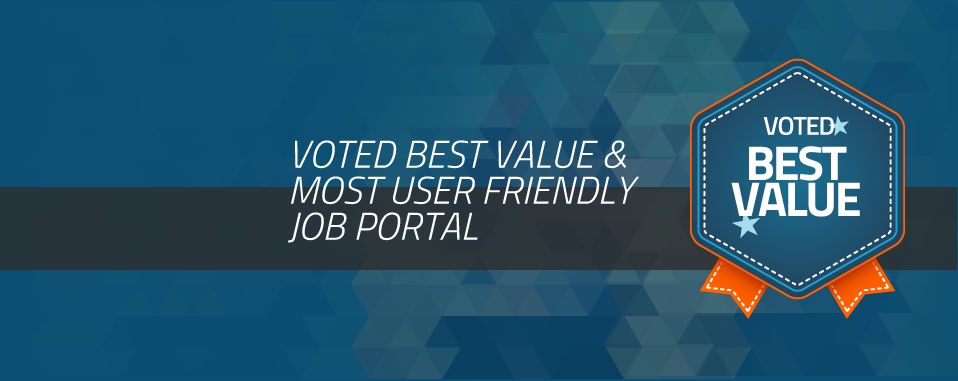 VOTED BEST VALUE &
MOST USER FRIENDLY
JOB PORTAL
VOTED
BEST
VALUE